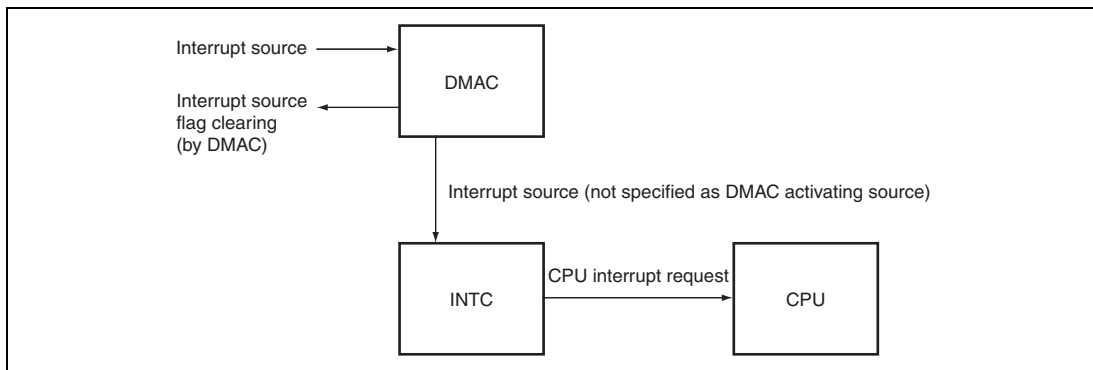 Interrupt source
DMAC
Interrupt source
flag clearing
(by DMAC)
Interrupt source (not specified as DMAC activating source)
INTC
CPU interrupt request
CPU